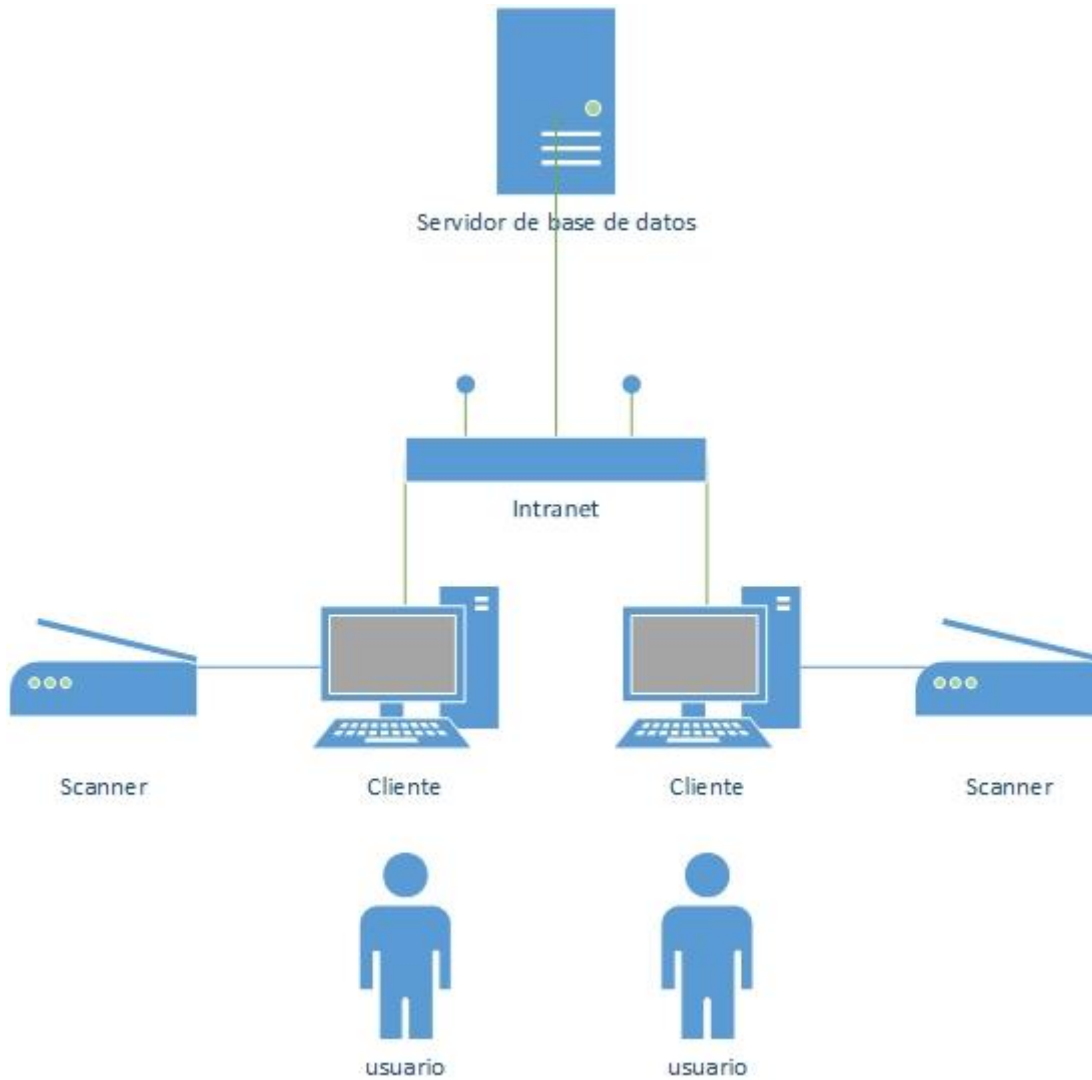 Servidor de base de datos
Intranet
Scanner
Cliente
Cliente
Scanner
usuario
usuario